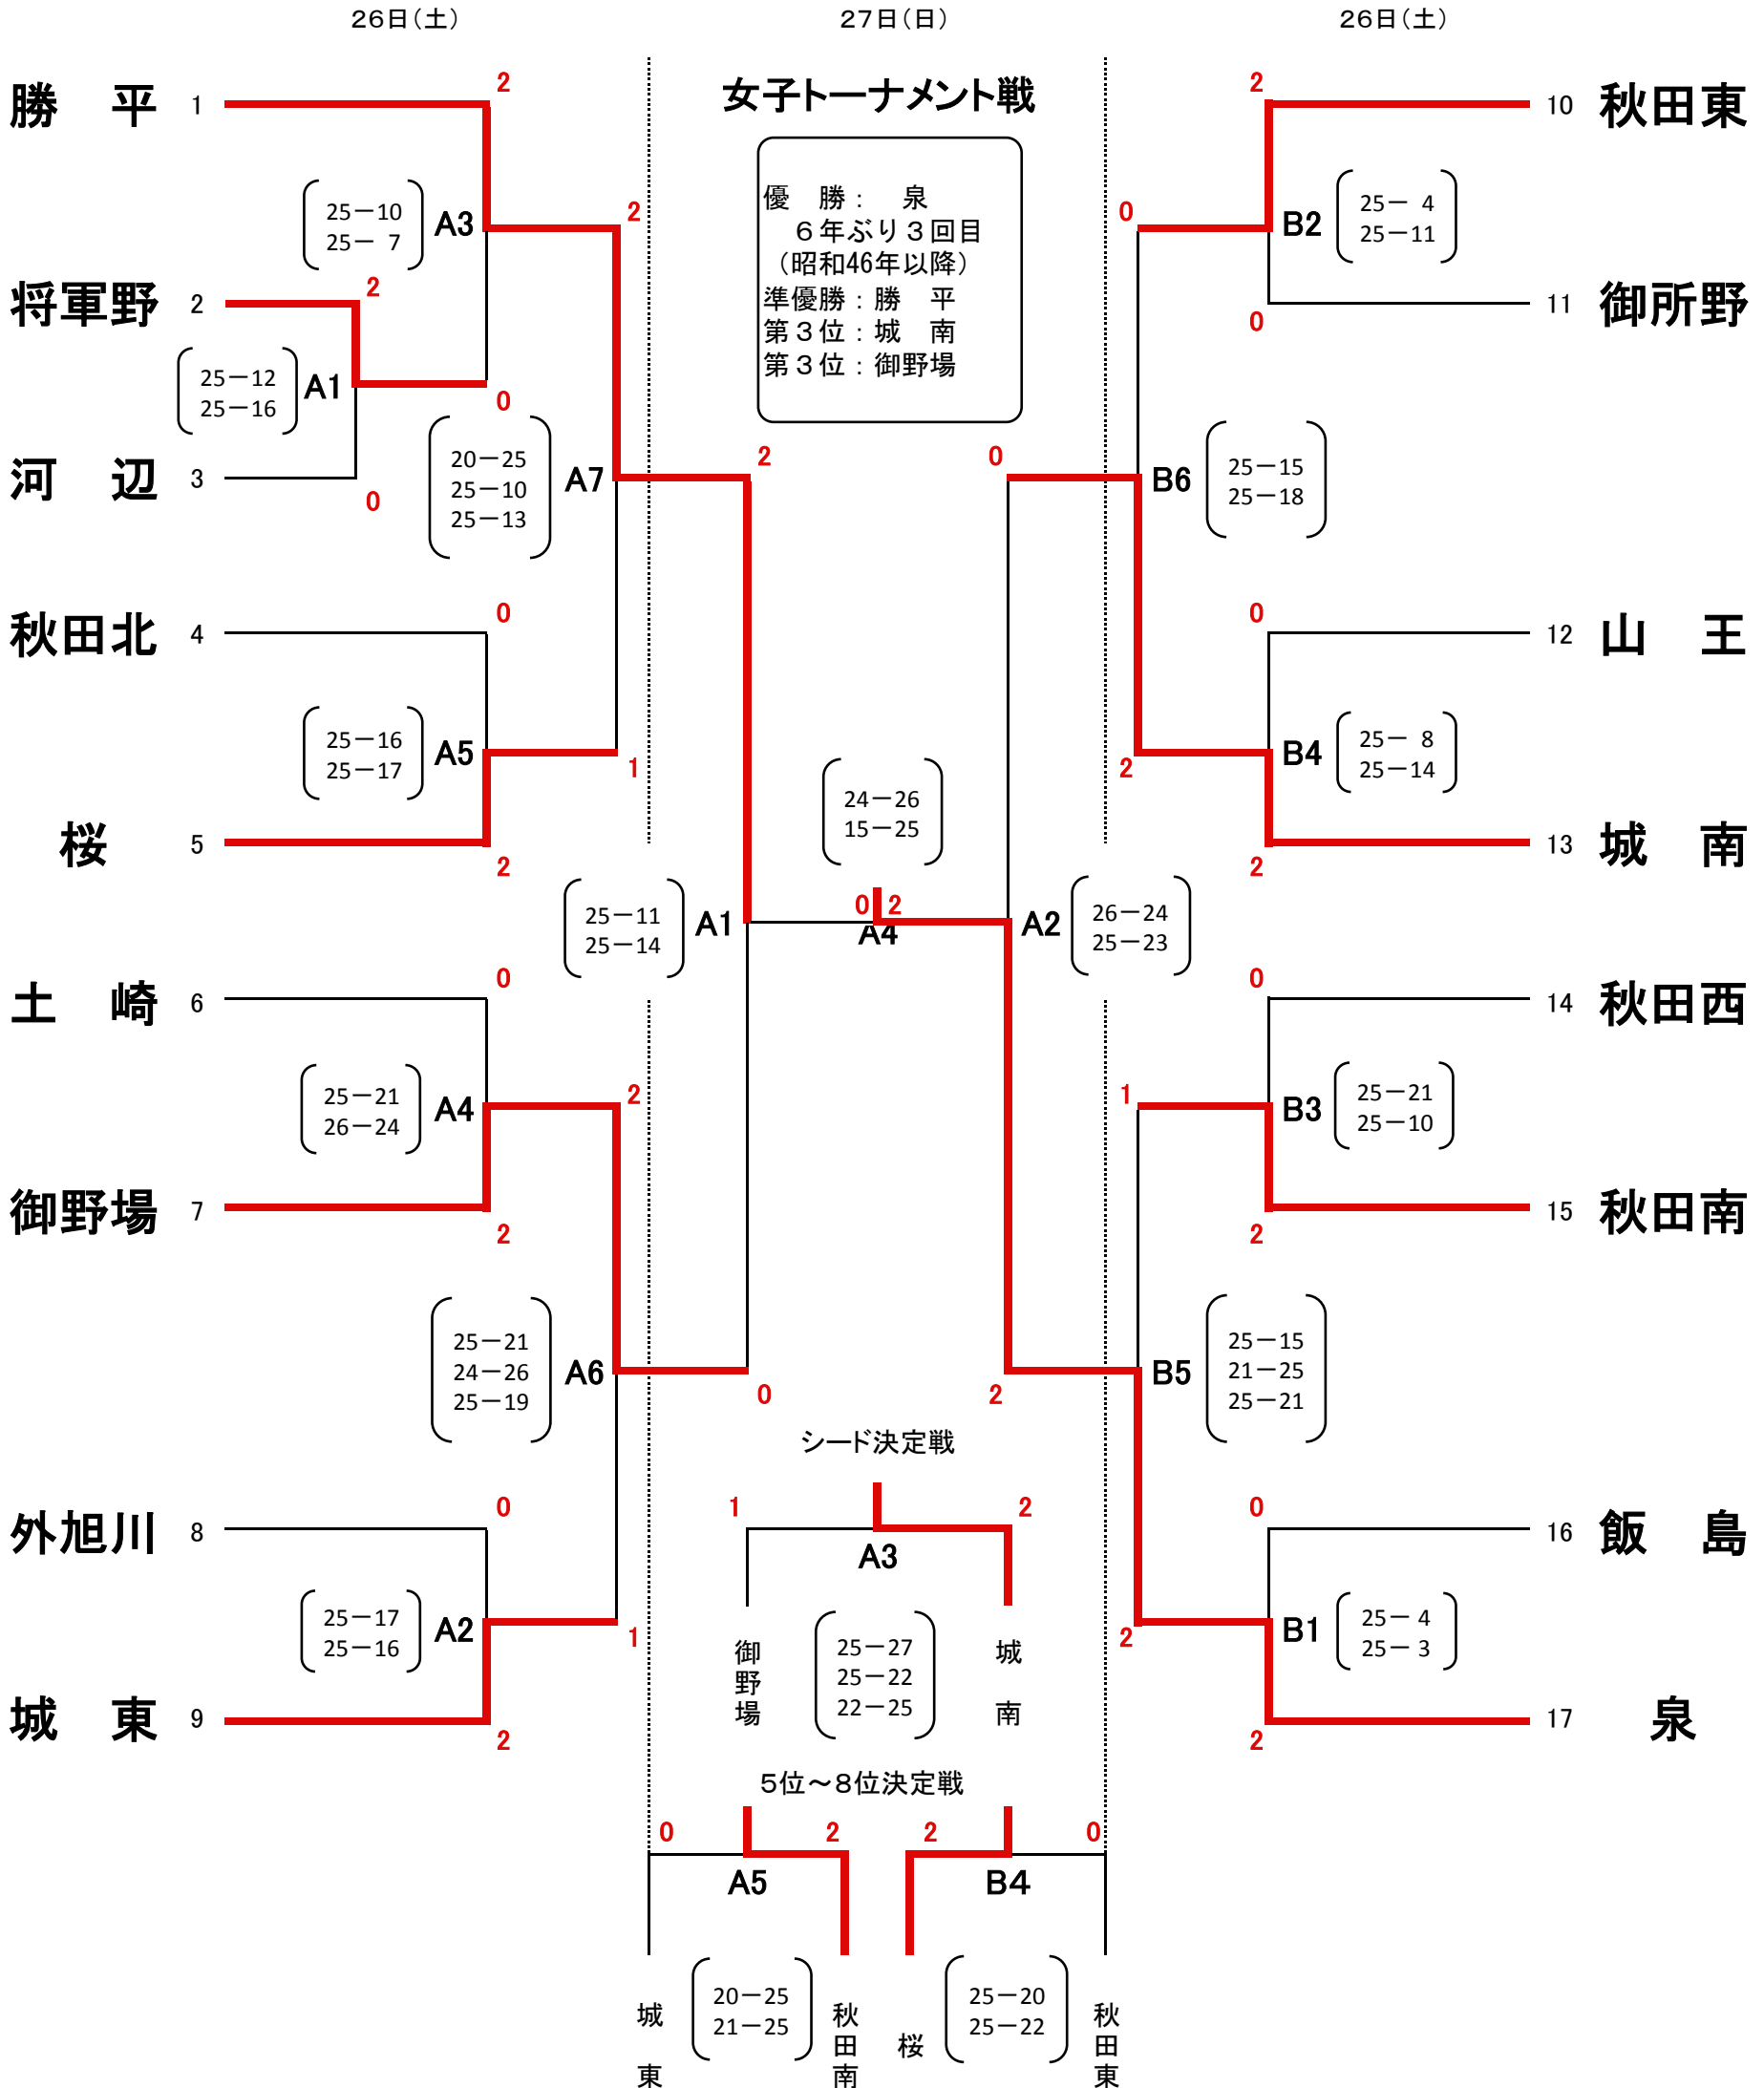 26日（土）
27日（日）
26日（土）
女子トーナメント戦
優　勝：　泉
６年ぶり３回目
（昭和46年以降）
準優勝：勝　平
第３位：城　南
第３位：御野場
勝　平 1
2
25－10
25－ 7
A3
2
将軍野 2
2
25－12
25－16
A1
0
河　辺 3
0
20－25
25－10
25－13
A7
2
秋田北 4
0
25－16
25－17
A5
1
桜 5
2
25－11
25－14
A1
土　崎 6
0
25－21
26－24
A4
2
御野場 7
2
25－21
24－26
25－19
A6
0
外旭川 8
0
25－17
25－16
A2
1
城　東 9
2
24－26
15－25
0 2
A4
2
10 秋田東
0
B2
25－ 4
25－11
0
11 御所野
0
B6
25－15
25－18
0
12 山　王
2
B4
25－ 8
25－14
2
13 城　南
A2
26－24
25－23
0
14 秋田西
1
B3
25－21
25－10
2
15 秋田南
2
B5
25－15
21－25
25－21
0
16 飯　島
2
B1
25－ 4
25－ 3
2
17 泉
シード決定戦
1
2
A3
御野場
25－27
25－22
22－25
城　南
５位～８位決定戦
0
2
2
0
A5
B4
城　東
20－25
21－25
秋田南
桜
25－20
25－22
秋田東